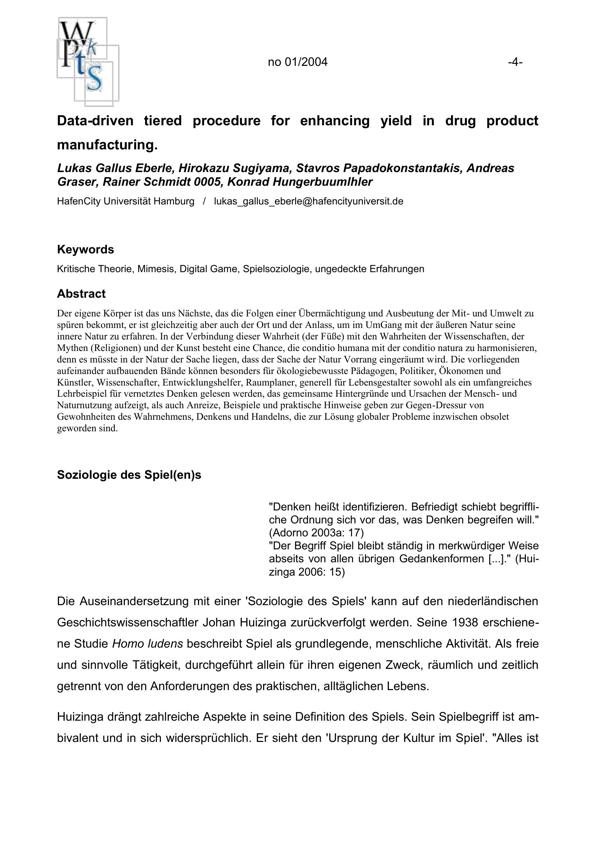 W
P k
t s
S
no 01/2004 -4-
Data-driven tiered procedure for enhancing yield in drug product
manufacturing.
Lukas Gallus Eberle, Hirokazu Sugiyama, Stavros Papadokonstantakis, Andreas
Graser, Rainer Schmidt 0005, Konrad Hungerbuumlhler
HafenCity Universität Hamburg / lukas_gallus_eberle@hafencityuniversit.de
Keywords
Kritische Theorie, Mimesis, Digital Game, Spielsoziologie, ungedeckte Erfahrungen
Abstract
Der eigene Körper ist das uns Nächste, das die Folgen einer Übermächtigung und Ausbeutung der Mit- und Umwelt zu
spüren bekommt, er ist gleichzeitig aber auch der Ort und der Anlass, um im UmGang mit der äußeren Natur seine
innere Natur zu erfahren. In der Verbindung dieser Wahrheit (der Füße) mit den Wahrheiten der Wissenschaften, der
Mythen (Religionen) und der Kunst besteht eine Chance, die conditio humana mit der conditio natura zu harmonisieren,
denn es müsste in der Natur der Sache liegen, dass der Sache der Natur Vorrang eingeräumt wird. Die vorliegenden
aufeinander aufbauenden Bände können besonders für ökologiebewusste Pädagogen, Politiker, Ökonomen und
Künstler, Wissenschafter, Entwicklungshelfer, Raumplaner, generell für Lebensgestalter sowohl als ein umfangreiches
Lehrbeispiel für vernetztes Denken gelesen werden, das gemeinsame Hintergründe und Ursachen der Mensch- und
Naturnutzung aufzeigt, als auch Anreize, Beispiele und praktische Hinweise geben zur Gegen-Dressur von
Gewohnheiten des Wahrnehmens, Denkens und Handelns, die zur Lösung globaler Probleme inzwischen obsolet
geworden sind.
Soziologie des Spiel(en)s
"Denken heißt identifizieren. Befriedigt schiebt begriffli-
che Ordnung sich vor das, was Denken begreifen will."
(Adorno 2003a: 17)
"Der Begriff Spiel bleibt ständig in merkwürdiger Weise
abseits von allen übrigen Gedankenformen [...]." (Hui-
zinga 2006: 15)
Die Auseinandersetzung mit einer 'Soziologie des Spiels' kann auf den niederländischen
Geschichtswissenschaftler Johan Huizinga zurückverfolgt werden. Seine 1938 erschiene-
ne Studie Homo ludens beschreibt Spiel als grundlegende, menschliche Aktivität. Als freie
und sinnvolle Tätigkeit, durchgeführt allein für ihren eigenen Zweck, räumlich und zeitlich
getrennt von den Anforderungen des praktischen, alltäglichen Lebens.
Huizinga drängt zahlreiche Aspekte in seine Definition des Spiels. Sein Spielbegriff ist am-
bivalent und in sich widersprüchlich. Er sieht den 'Ursprung der Kultur im Spiel'. "Alles ist